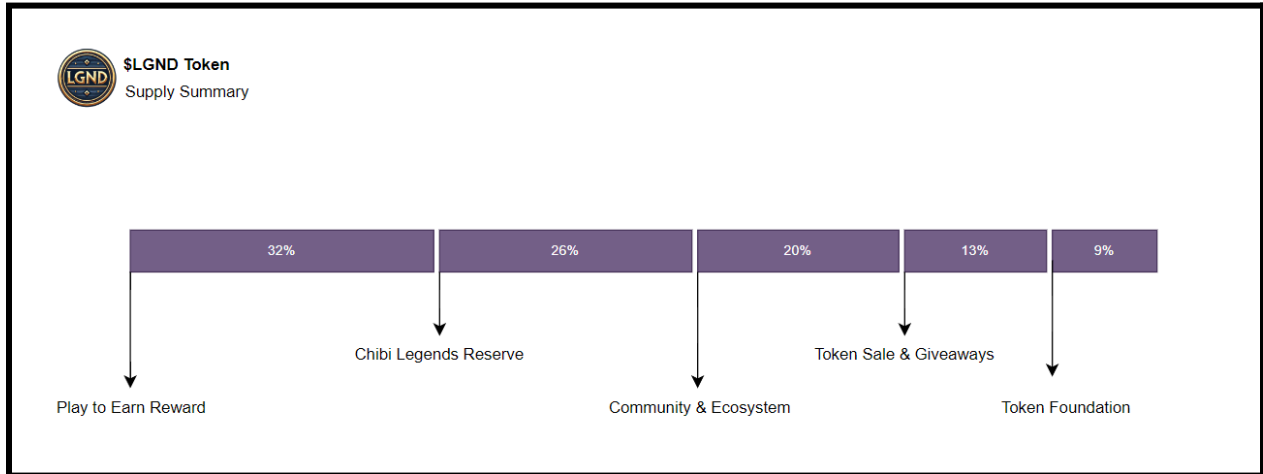 LGND
$LGND Token
Supply Summary
32%
26%
20%
13%
9%
Chibi Legends Reserve
Token Sale & Giveaways
Play to Earn Reward
Community & Ecosystem
Token Foundation